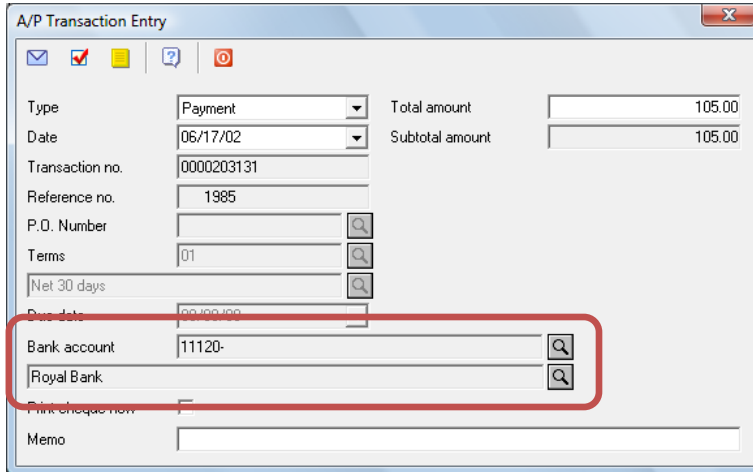 A/P Transaction Entry
Type Payment Total amount 105.00
Date 06/17/02 Subtotal amount 105.00
Transaction no. 0000203131
Reference no. 1985
P.O. Number
Terms 01
Net 30 days
Due date
Bank account 11120-
Royal Bank
Print cheque now
Memo